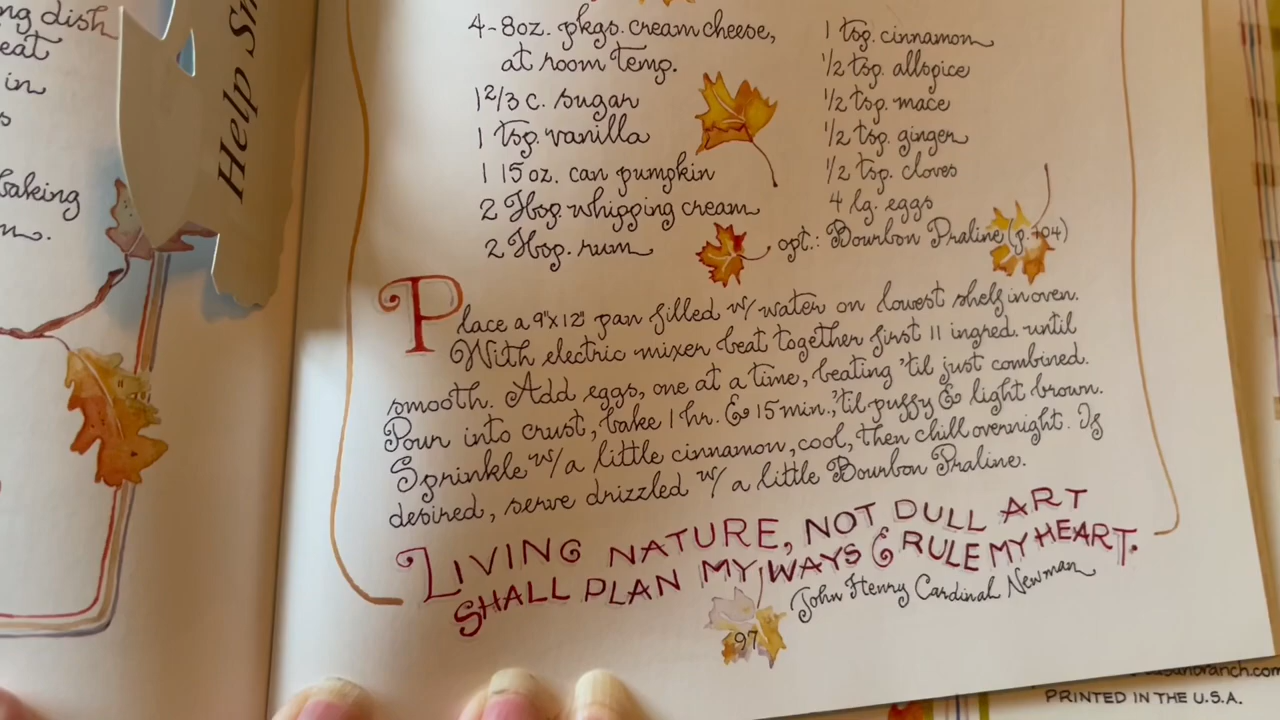 ng dish
eat
in
s
baking
m.
Help Sm
4-8oz. pkgs. cream cheese,
at room temp.
1 2/3 c. sugar
1 tsp. vanilla
1 15 oz. can pumpkin
2 Tbsp. whipping cream
2 Tbsp. rum
1 tsp. cinnamon
1/2 tsp. allspice
1/2 tsp. mace
1/2 tsp. ginger
1/2 tsp. cloves
4 lg. eggs
opt.: Bourbon Praline (p. 104)
Place a 9"x12" pan filled w/ water on lowest shelf in oven.
With electric mixer beat together first 11 ingred. until
smooth. Add eggs, one at a time, beating 'til just combined.
Pour into crust, bake 1 hr. & 15 min., 'til puffy & light brown.
Sprinkle w/ a little cinnamon, cool, then chill overnight. If
desired, serve drizzled w/ a little Bourbon Praline.
LIVING NATURE, NOT DULL ART
SHALL PLAN MY WAYS & RULE MY HEART.
John Henry Cardinal Newman
97
ranch.com
PRINTED IN THE U.S.A.